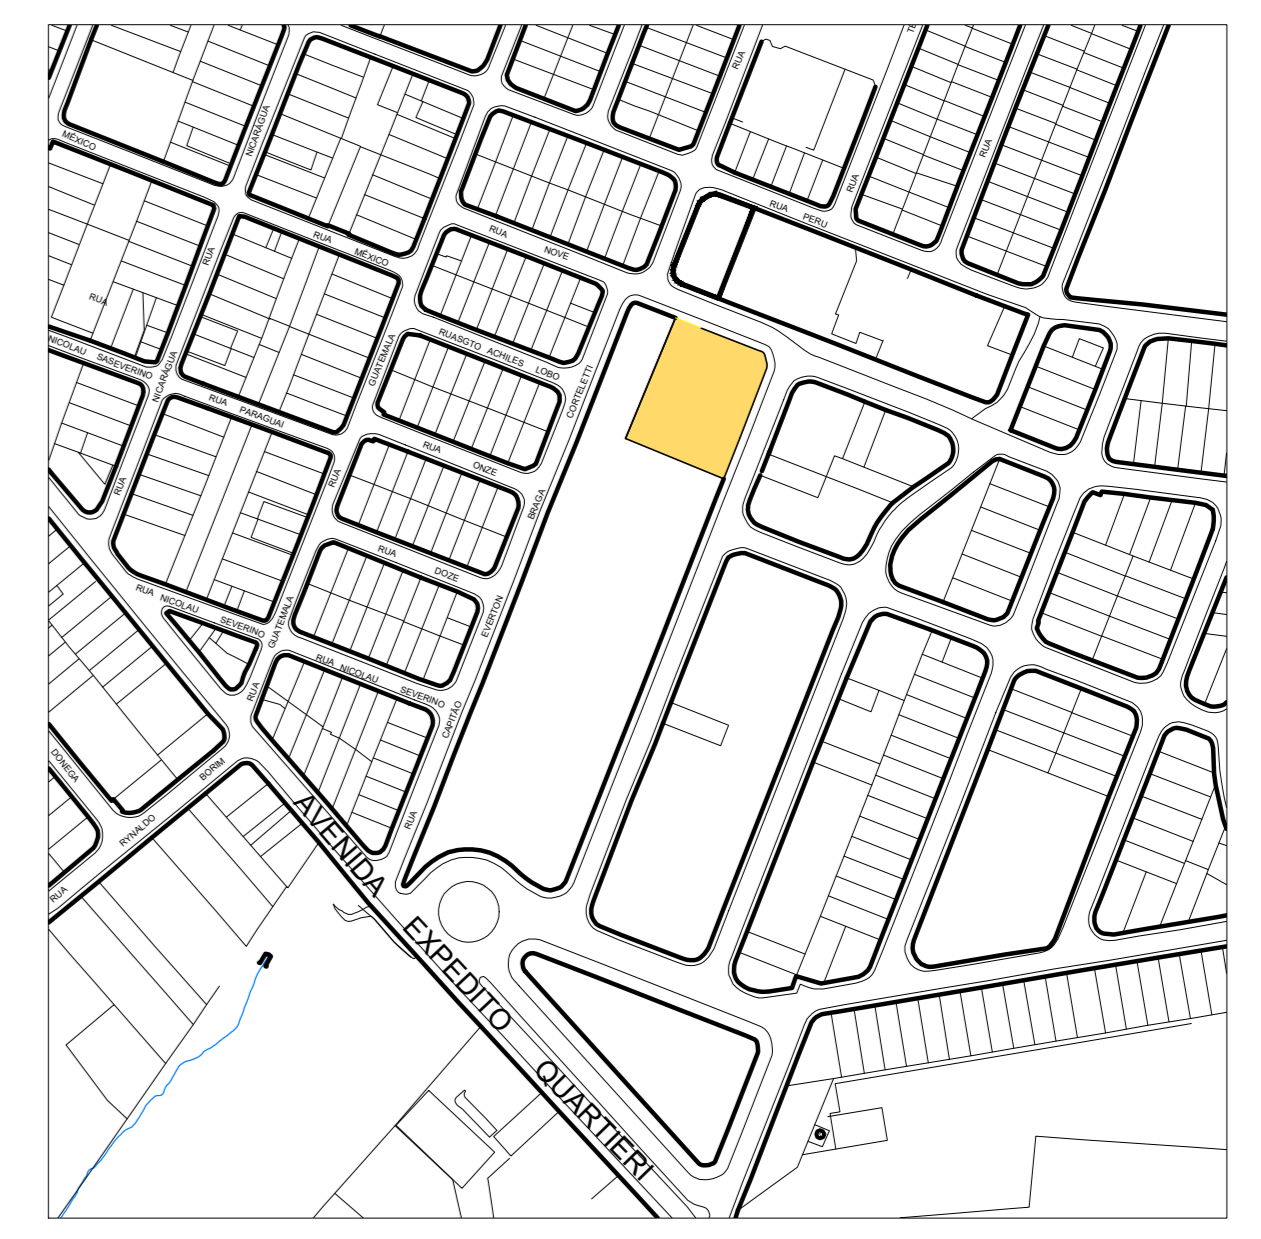 TE
RUA
NICARÁGUA
RUA
MÉXICO
RUA
RUA PERU
RUA MÉXICO
RUA NOVE
RUA
RUA
NICOLAU SASEVERINO
NICARÁGUA
GUATEMALA
RUASGTO ACHILES LOBO
CORTELETTI
RUA PARAGUAI
RUA ONZE
RUA
RUA
BRAGA
RUA DOZE
RUA NICOLAU SEVERINO
GUATEMALA
EVERTON
RUA NICOLAU SEVERINO
RUA
CAPITÃO
DONEGA
BORIM
RYNALDO
RUA
RUA
AVENIDA EXPEDITO QUARTIERI